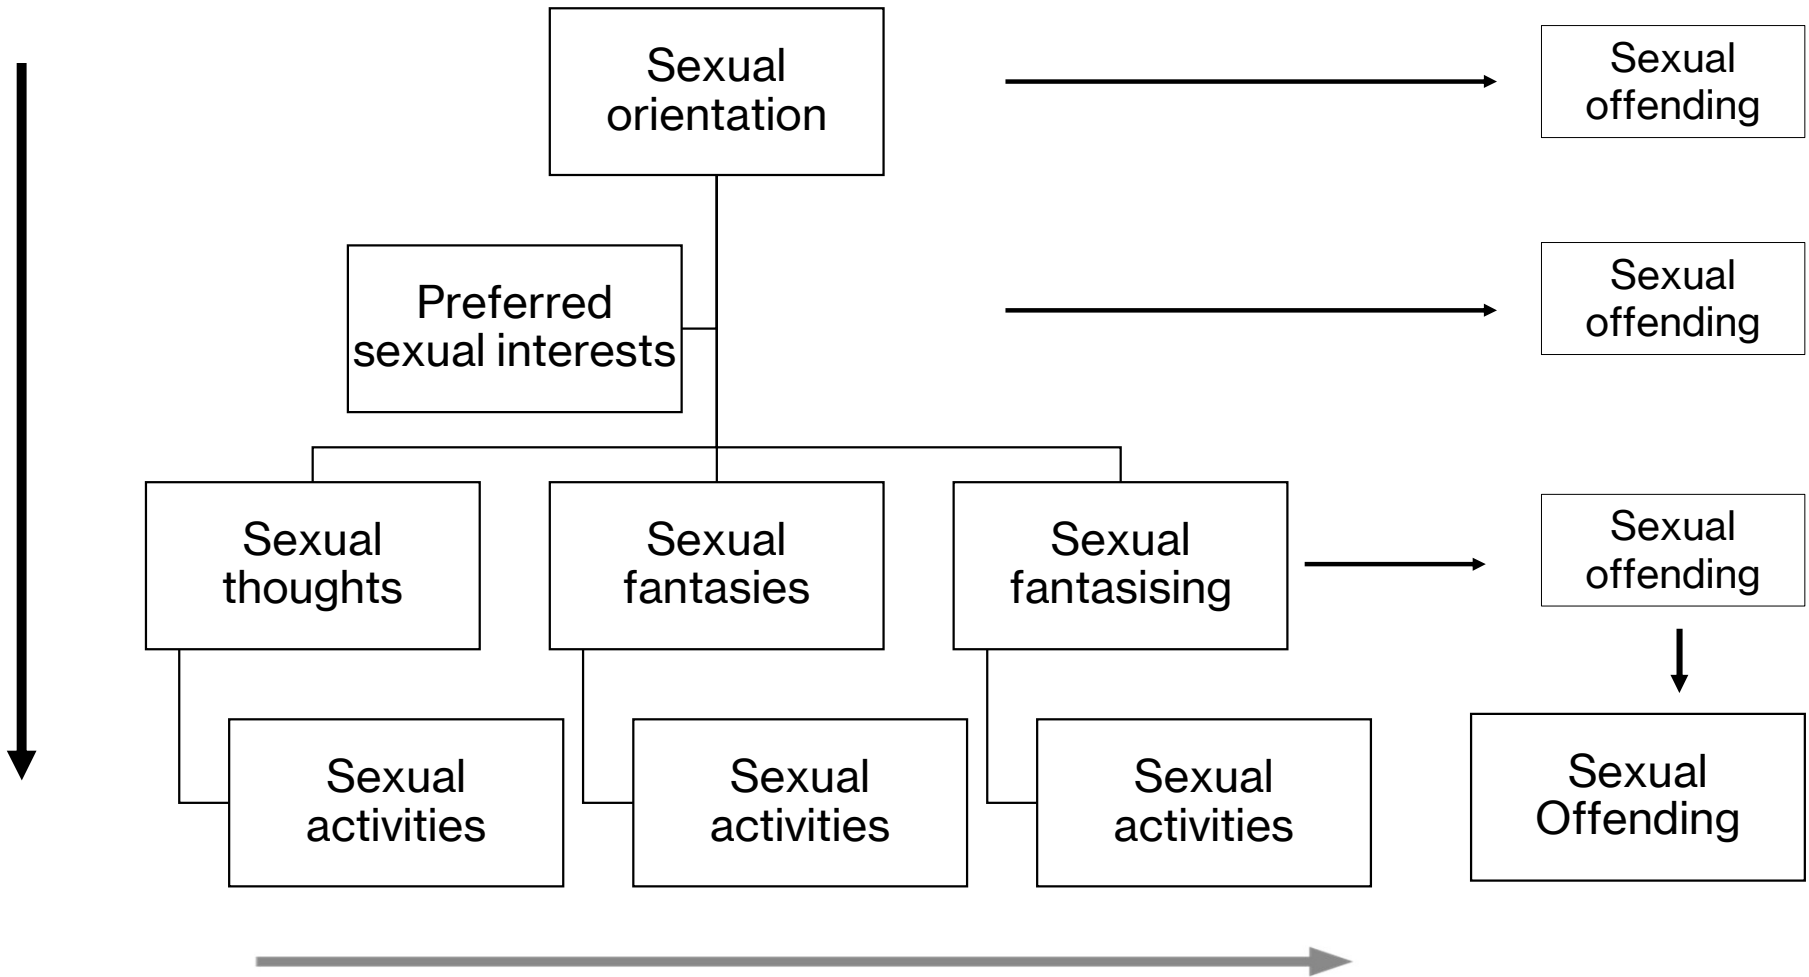 Sexual
orientation
Sexual
offending
Preferred
sexual interests
Sexual
offending
Sexual
thoughts
Sexual
fantasies
Sexual
fantasising
Sexual
offending
Sexual
activities
Sexual
activities
Sexual
activities
Sexual
Offending